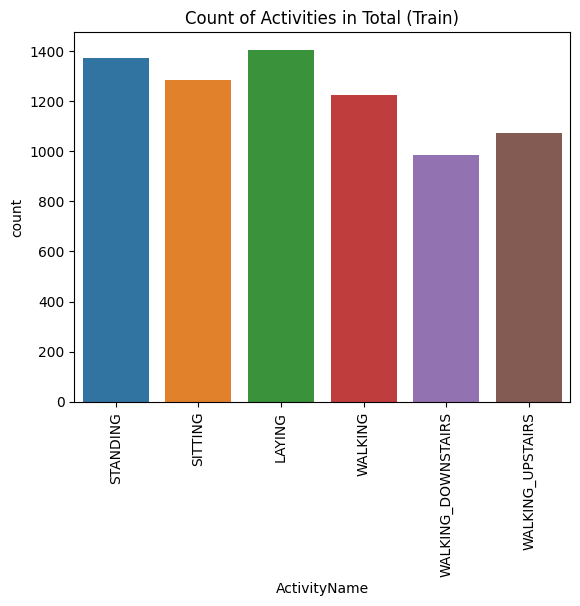 Count of Activities in Total (Train)
1400
1200
1000
800
600
400
200
0
count
STANDING
SITTING
LAYING
WALKING
WALKING_DOWNSTAIRS
WALKING_UPSTAIRS
ActivityName